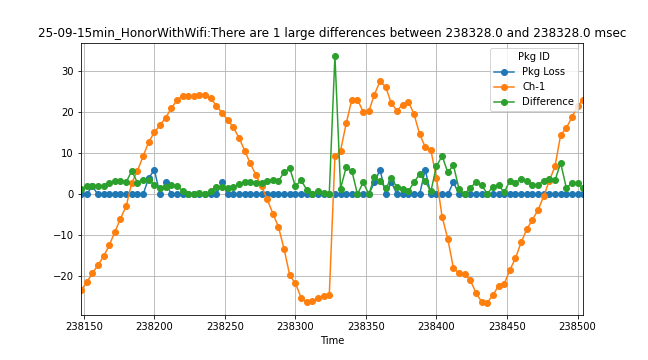 25-09-15min_HonorWithWifi:There are 1 large differences between 238328.0 and 238328.0 msec
Pkg ID
Pkg Loss
Ch-1
Difference
30
20
10
0
−10
−20
238150 238200 238250 238300 238350 238400 238450 238500
Time